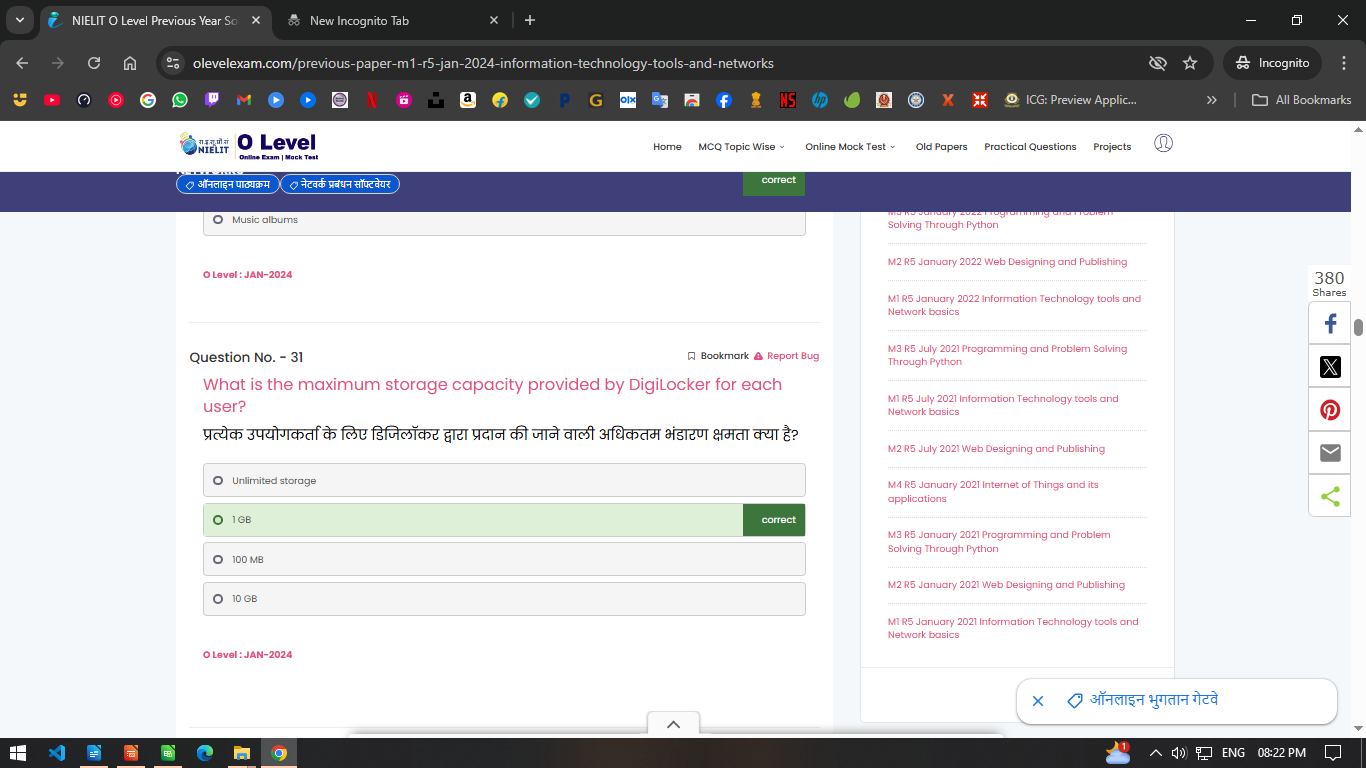 NIELIT O Level Previous Year So
New Incognito Tab
olevelexam.com/previous-paper-m1-r5-jan-2024-information-technology-tools-and-networks
Incognito
ICG: Preview Applic...
All Bookmarks
रा.इ.सू.प्रौ.सं
NIELIT
O Level
Online Exam | Mock Test
Home
MCQ Topic Wise
Online Mock Test
Old Papers
Practical Questions
Projects
ऑनलाइन पाठ्यक्रम
नेटवर्क प्रबंधन सॉफ्टवेयर
correct
Music albums
O Level : JAN-2024
Question No. - 31
Bookmark
Report Bug
What is the maximum storage capacity provided by DigiLocker for each
user?
प्रत्येक उपयोगकर्ता के लिए डिजिलॉकर द्वारा प्रदान की जाने वाली अधिकतम भंडारण क्षमता क्या है?
Unlimited storage
1 GB
correct
100 MB
10 GB
O Level : JAN-2024
M3 R5 January 2022 Programming and Problem
Solving Through Python
M2 R5 January 2022 Web Designing and Publishing
M1 R5 January 2022 Information Technology tools and
Network basics
M3 R5 July 2021 Programming and Problem Solving
Through Python
M1 R5 July 2021 Information Technology tools and
Network basics
M2 R5 July 2021 Web Designing and Publishing
M4 R5 January 2021 Internet of Things and its
applications
M3 R5 January 2021 Programming and Problem
Solving Through Python
M2 R5 January 2021 Web Designing and Publishing
M1 R5 January 2021 Information Technology tools and
Network basics
380
Shares
ऑनलाइन भुगतान गेटवे
1
ENG
08:22 PM